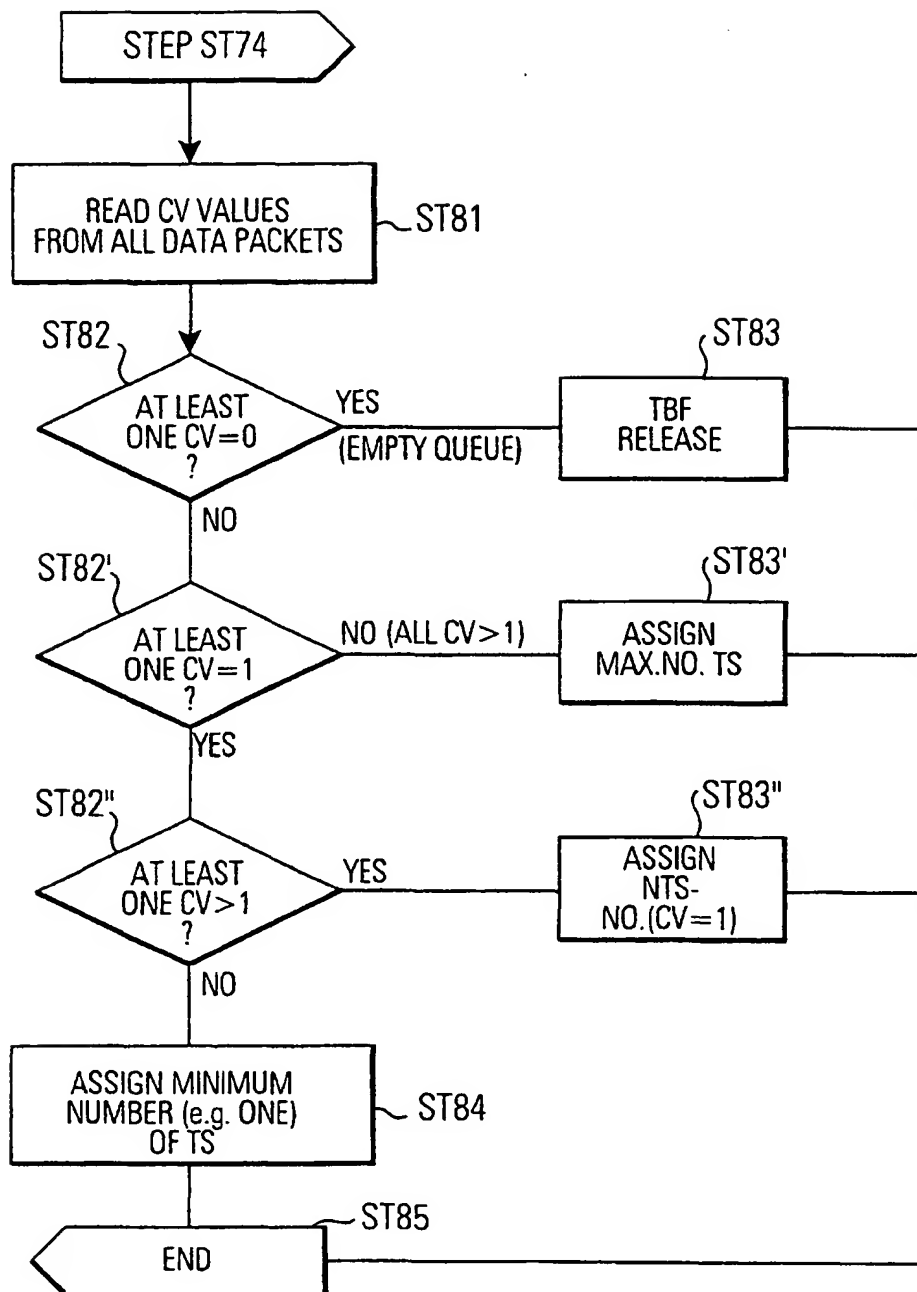 STEP ST74
READ CV VALUES
FROM ALL DATA PACKETS
ST81
ST82
AT LEAST
ONE CV=0
?
YES
(EMPTY QUEUE)
ST83
TBF
RELEASE
NO
ST82'
AT LEAST
ONE CV=1
?
NO (ALL CV>1)
ST83'
ASSIGN
MAX.NO. TS
YES
ST82"
AT LEAST
ONE CV>1
?
YES
ST83"
ASSIGN
NTS-
NO.(CV=1)
NO
ASSIGN MINIMUM
NUMBER (e.g. ONE)
OF TS
ST84
ST85
END